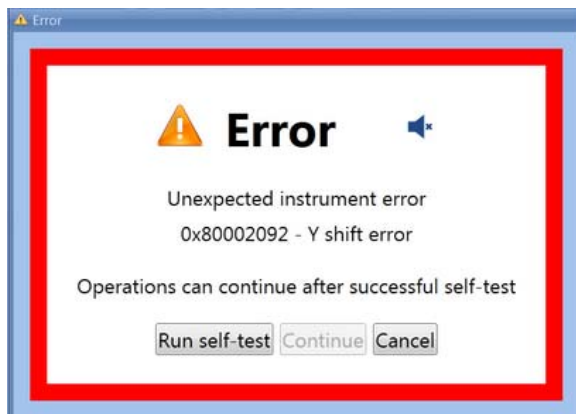 Error
Error
Unexpected instrument error
0x80002092 - Y shift error
Operations can continue after successful self-test
Run self-test Continue Cancel